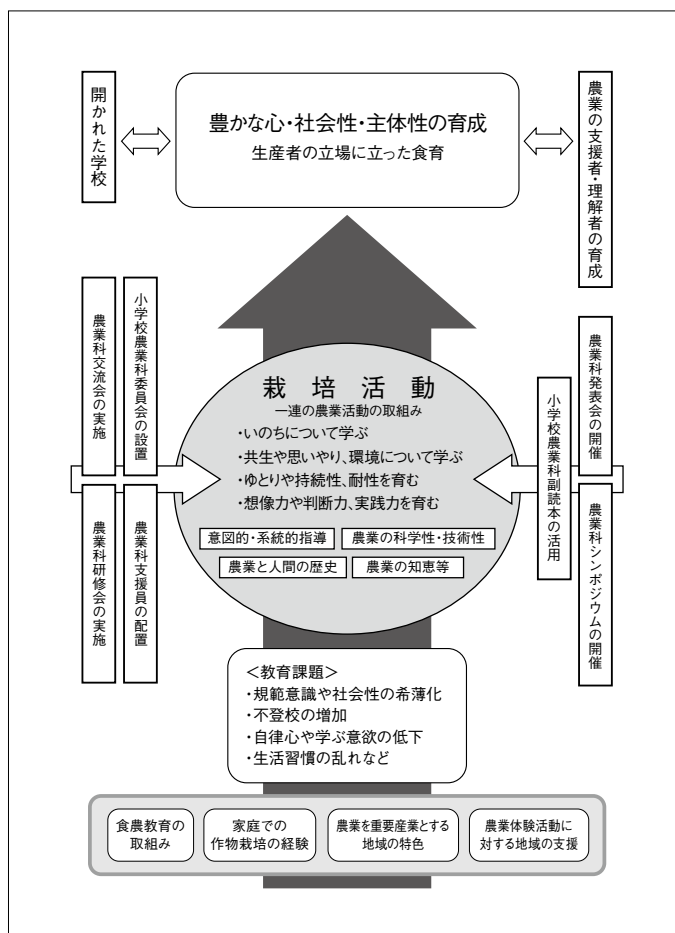 開かれた学校
豊かな心・社会性・主体性の育成
生産者の立場に立った食育
農業の支援者・理解者の育成
農業科交流会の実施
小学校農業科委員会の設置
農業科研修会の実施
農業科支援員の配置
栽培活動
一連の農業活動の取組み
・いのちについて学ぶ
・共生や思いやり、環境について学ぶ
・ゆとりや持続性、耐性を育む
・想像力や判断力、実践力を育む
意図的・系統的指導
農業の科学性・技術性
農業と人間の歴史
農業の知恵等
小学校農業科副読本の活用
農業科発表会の開催
農業科シンポジウムの開催
＜教育課題＞
・規範意識や社会性の希薄化
・不登校の増加
・自律心や学ぶ意欲の低下
・生活習慣の乱れなど
食農教育の
取組み
家庭での
作物栽培の経験
農業を重要産業とする
地域の特色
農業体験活動に
対する地域の支援